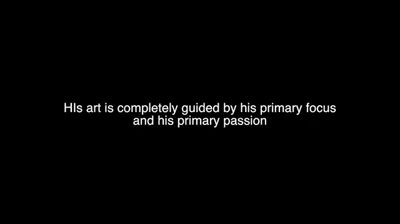 HIs art is completely guided by his primary focus
and his primary passion